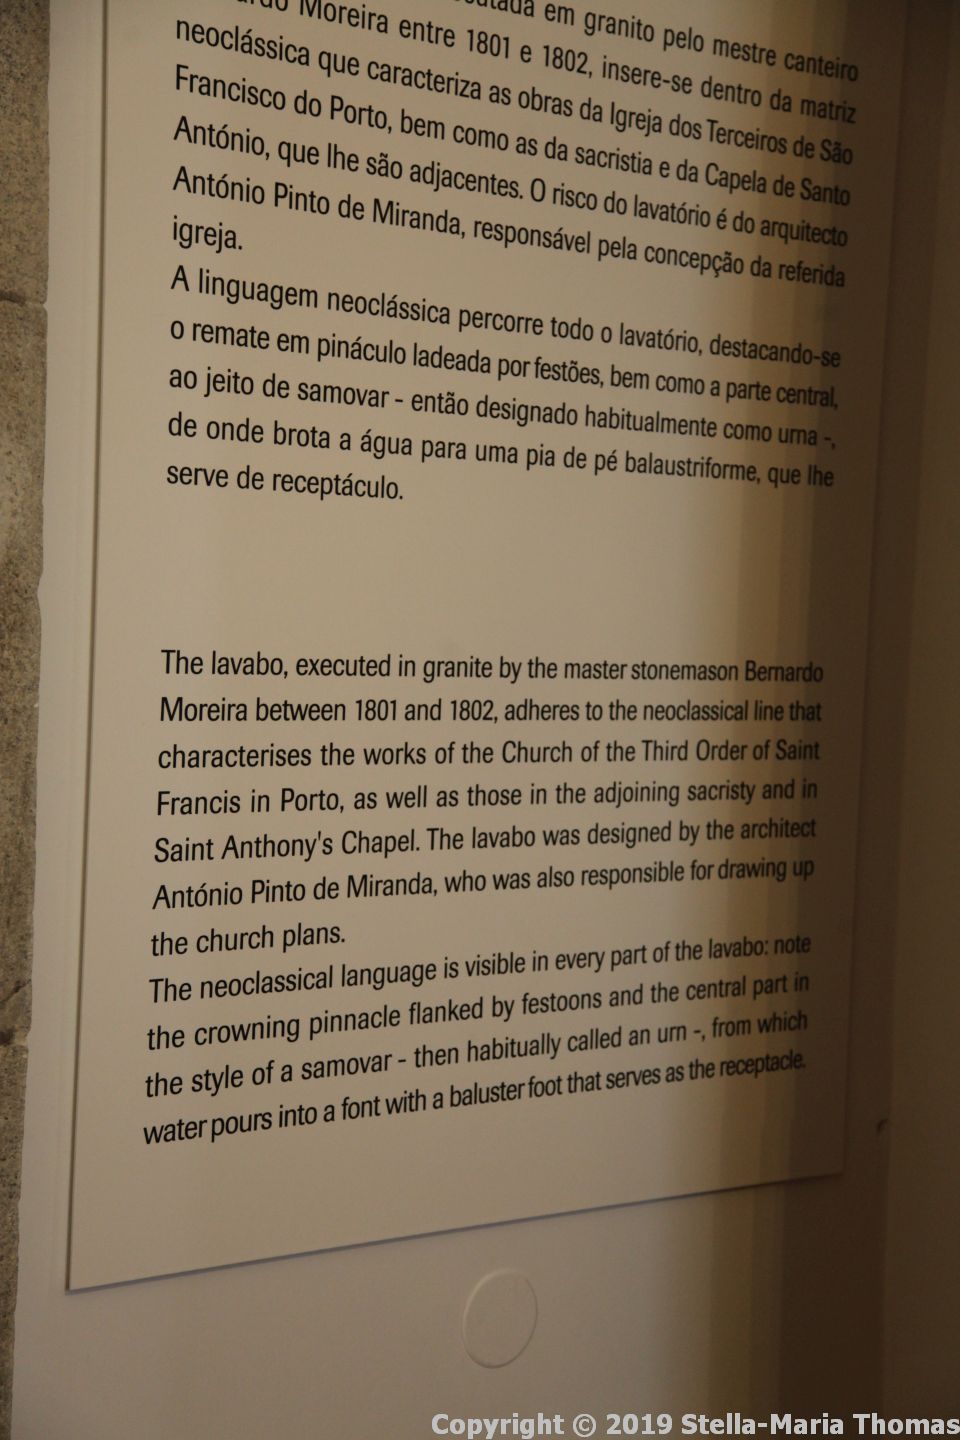 em granito pelo mestre canteiro
Moreira entre 1801 e 1802, insere-se dentro da matriz
neoclássica que caracteriza as obras da Igreja dos Terceiros de São
Francisco do Porto, bem como as da sacristia e da Capela de Santo
António, que lhe são adjacentes. O risco do lavatório é do arquitecto
António Pinto de Miranda, responsável pela concepção da referida
igreja.
A linguagem neoclássica percorre todo o lavatório, destacando-se
o remate em pináculo ladeada por festões, bem como a parte central,
ao jeito de samovar - então designado habitualmente como urna -,
de onde brota a água para uma pia de pé balaustriforme, que lhe
serve de receptáculo.
The lavabo, executed in granite by the master stonemason Bernardo
Moreira between 1801 and 1802, adheres to the neoclassical line that
characterises the works of the Church of the Third Order of Saint
Francis in Porto, as well as those in the adjoining sacristy and in
Saint Anthony's Chapel. The lavabo was designed by the architect
António Pinto de Miranda, who was also responsible for drawing up
the church plans.
The neoclassical language is visible in every part of the lavabo: note
the crowning pinnacle flanked by festoons and the central part in
the style of a samovar - then habitually called an urn -, from which
water pours into a font with a baluster foot that serves as the receptacle.
Copyright © 2019 Stella-Maria Thomas